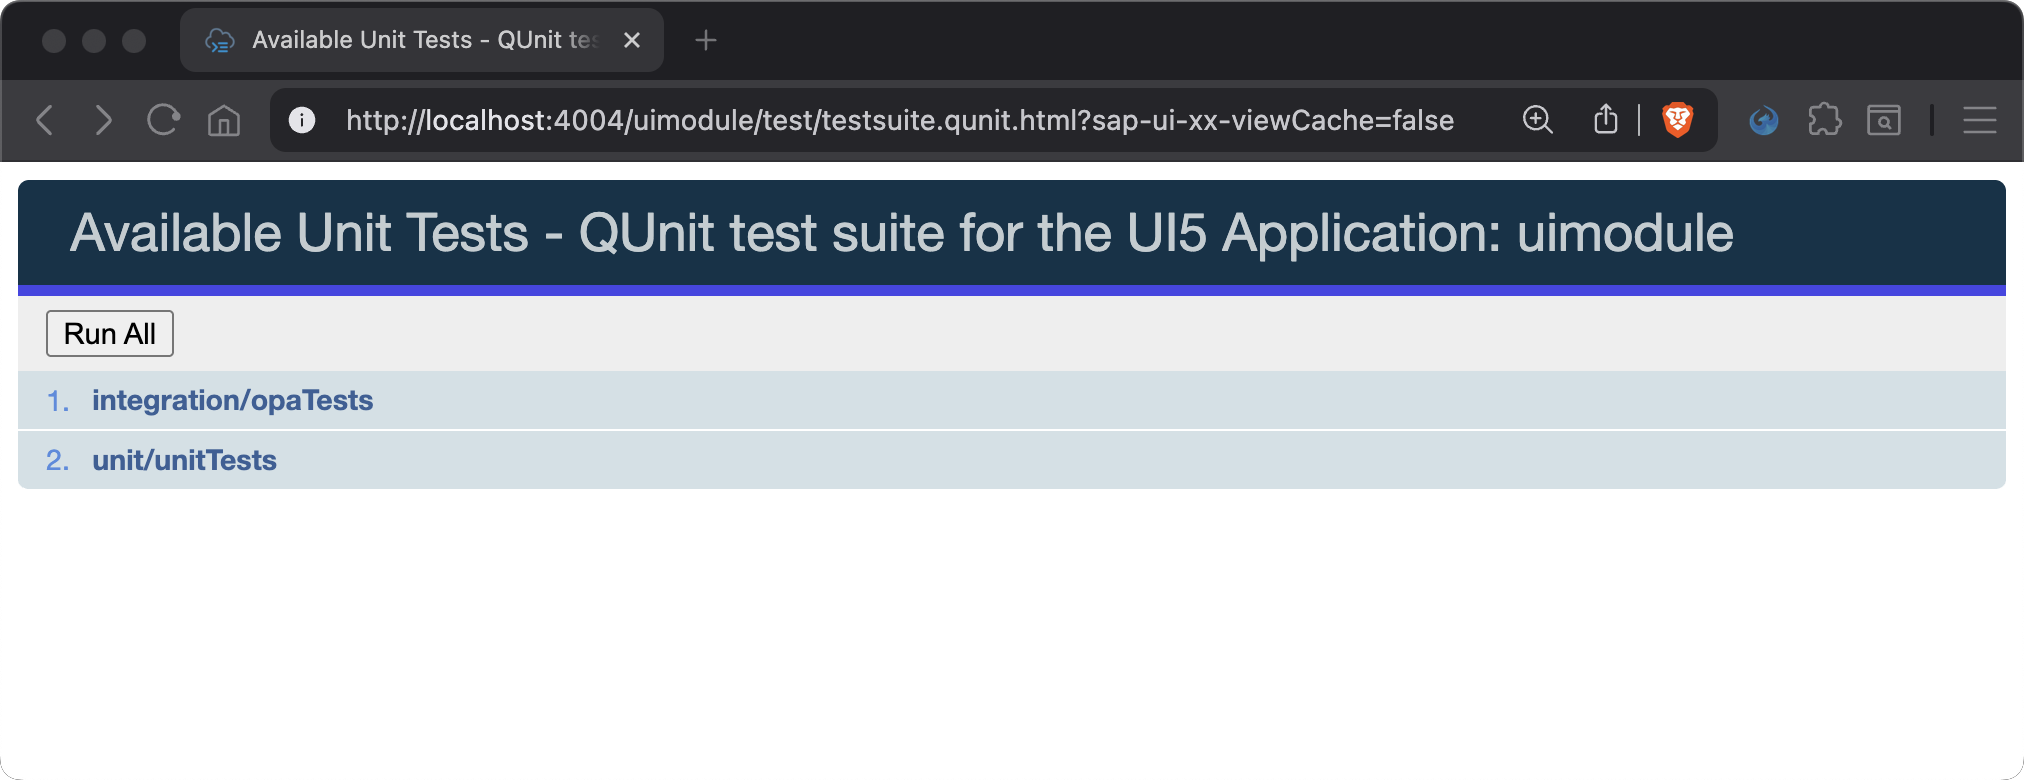 Available Unit Tests - QUnit tes
http://localhost:4004/uimodule/test/testsuite.qunit.html?sap-ui-xx-viewCache=false
Available Unit Tests - QUnit test suite for the UI5 Application: uimodule
Run All
1. integration/opaTests
2. unit/unitTests